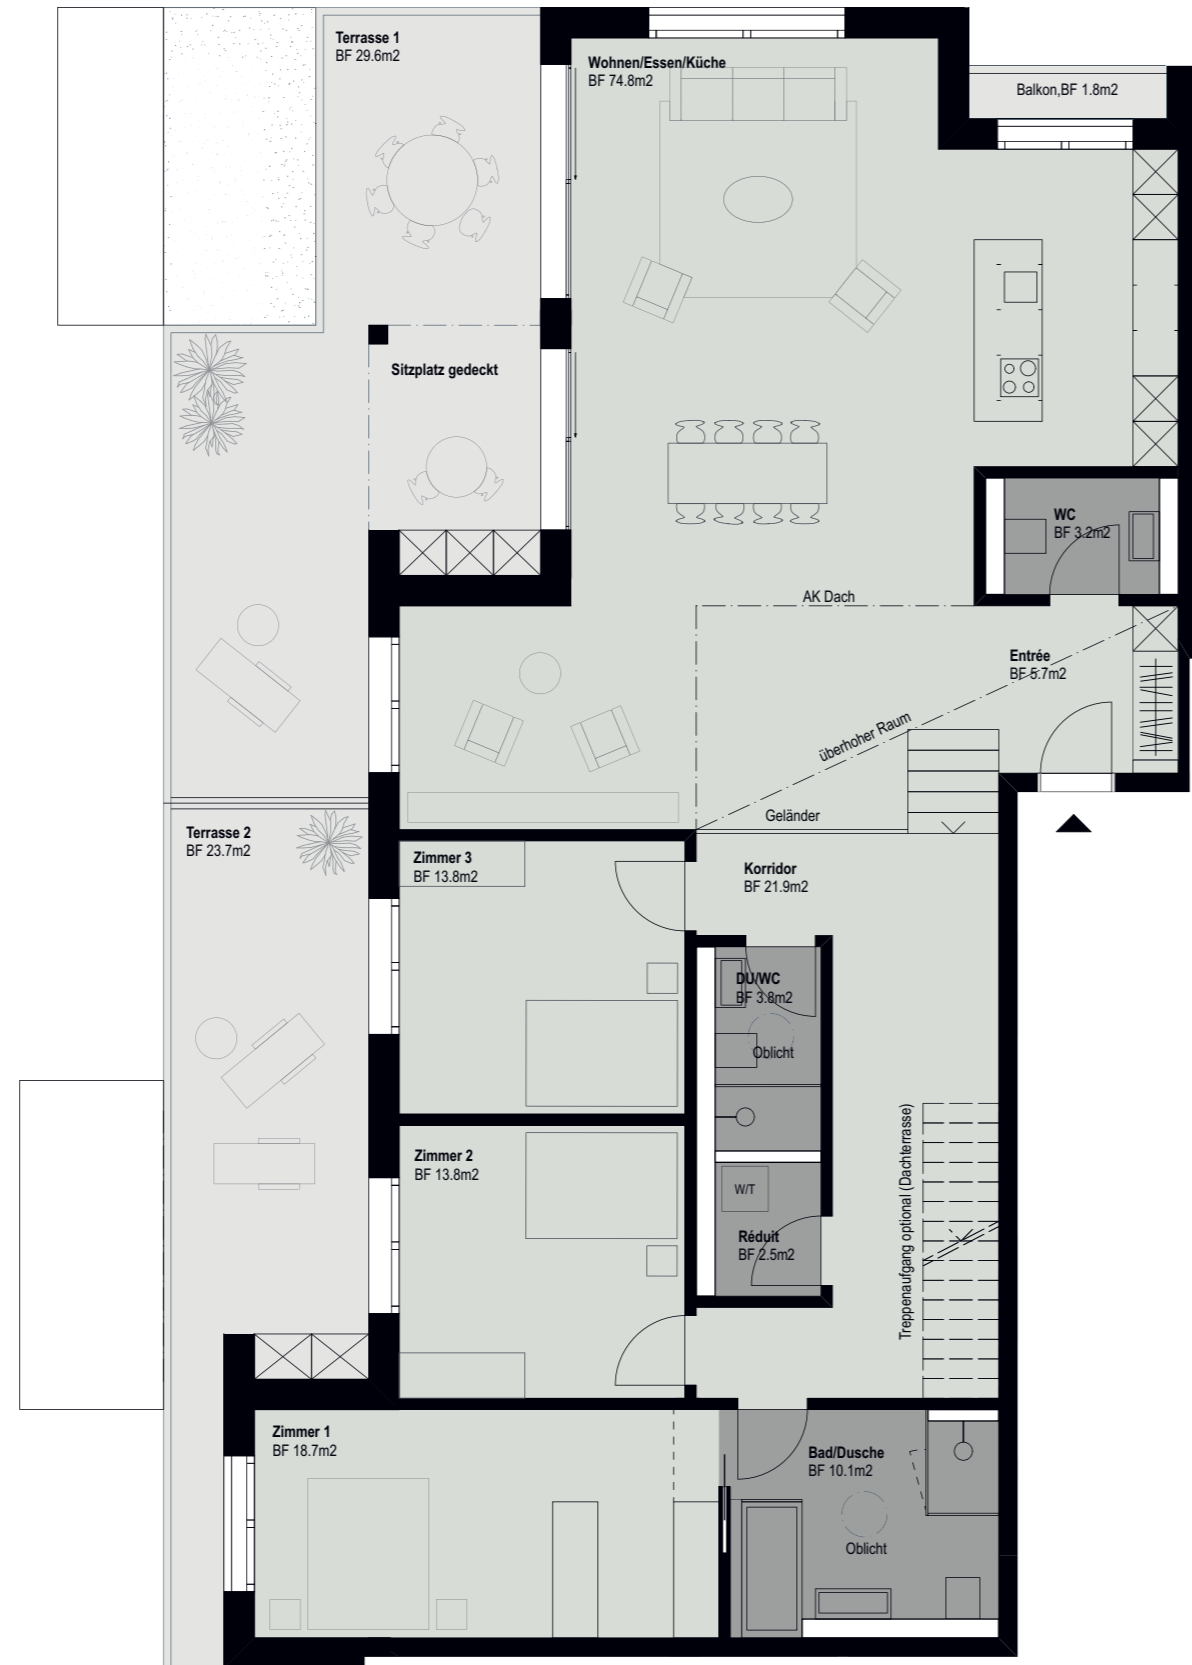 Terrasse 1
BF 29.6m2
Wohnen/Essen/Küche
BF 74.8m2
Balkon,BF 1.8m2
Sitzplatz gedeckt
WC
BF 3.2m2
AK Dach
Entrée
BF 5.7m2
überhoher Raum
Geländer
Terrasse 2
BF 23.7m2
Zimmer 3
BF 13.8m2
Korridor
BF 21.9m2
DU/WC
BF 3.8m2
Oblicht
Treppenaufgang optional (Dachterrasse)
Zimmer 2
BF 13.8m2
W/T
Réduit
BF 2.5m2
Zimmer 1
BF 18.7m2
Bad/Dusche
BF 10.1m2
Oblicht